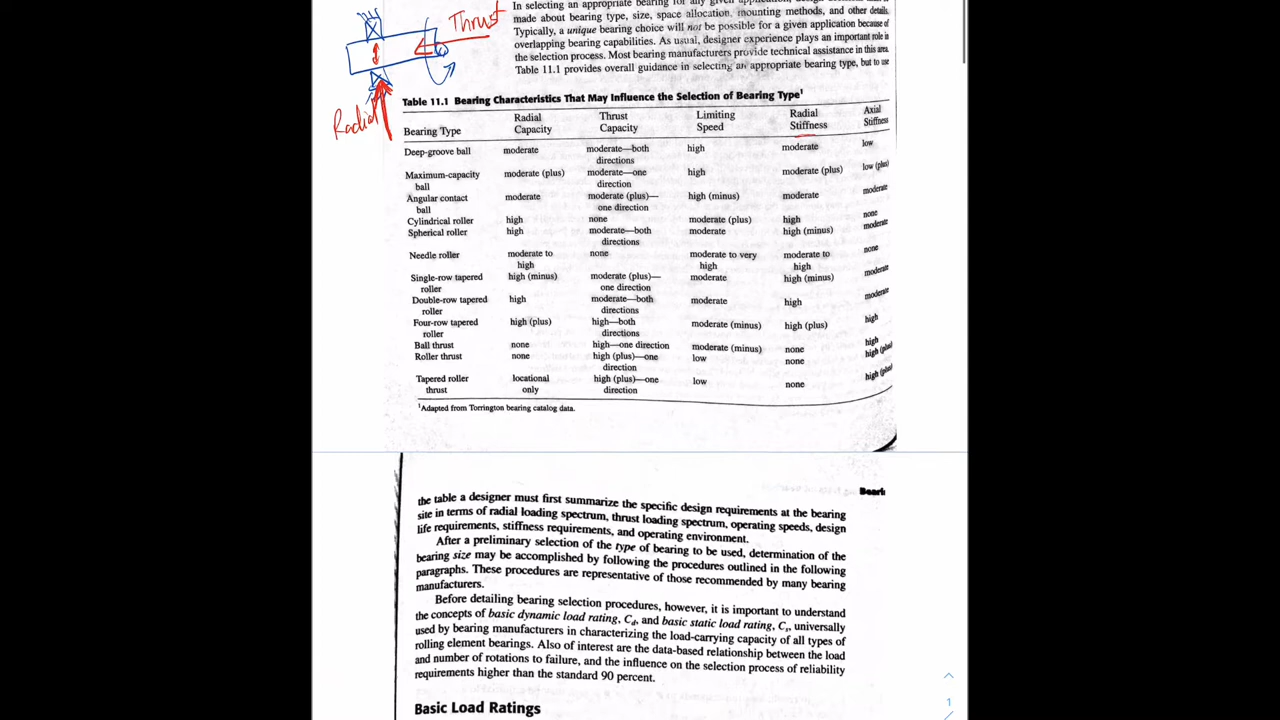 Thrust
Radial
In selecting an appropriate bearing for any given application,
made about bearing type, size, space allocation, mounting methods, and other details.
Typically, a unique bearing choice will not be possible for a given application because of
overlapping bearing capabilities. As usual, designer experience plays an important role in
the selection process. Most bearing manufacturers provide technical assistance in this area.
Table 11.1 provides overall guidance in selecting an appropriate bearing type, but to use
Table 11.1 Bearing Characteristics That May Influence the Selection of Bearing Type¹
Bearing Type Radial Capacity Thrust Capacity Limiting Speed Radial Stiffness Axial Stiffness
Deep-groove ball moderate moderate—both directions high moderate low
Maximum-capacity ball moderate (plus) moderate—one direction high moderate (plus) low (plus)
Angular contact ball moderate moderate (plus)—one direction high (minus) moderate moderate
Cylindrical roller high none moderate (plus) high none
Spherical roller high moderate—both directions moderate high (minus) moderate
Needle roller moderate to high none moderate to very high moderate to high none
Single-row tapered roller high (minus) moderate (plus)—one direction moderate high (minus) moderate
Double-row tapered roller high moderate—both directions moderate high moderate
Four-row tapered roller high (plus) high—both directions moderate (minus) high (plus) high
Ball thrust none high—one direction moderate (minus) none high
Roller thrust none high (plus)—one direction low none high (plus)
Tapered roller thrust locational only high (plus)—one direction low none high (plus)
¹Adapted from Torrington bearing catalog data.
the table a designer must first summarize the specific design requirements at the bearing
site in terms of radial loading spectrum, thrust loading spectrum, operating speeds, design
life requirements, stiffness requirements, and operating environment.
After a preliminary selection of the type of bearing to be used, determination of the
bearing size may be accomplished by following the procedures outlined in the following
paragraphs. These procedures are representative of those recommended by many bearing
manufacturers.
Before detailing bearing selection procedures, however, it is important to understand
the concepts of basic dynamic load rating, Cd, and basic static load rating, Cs, universally
used by bearing manufacturers in characterizing the load-carrying capacity of all types of
rolling element bearings. Also of interest are the data-based relationship between the load
and number of rotations to failure, and the influence on the selection process of reliability
requirements higher than the standard 90 percent.
Basic Load Ratings
1